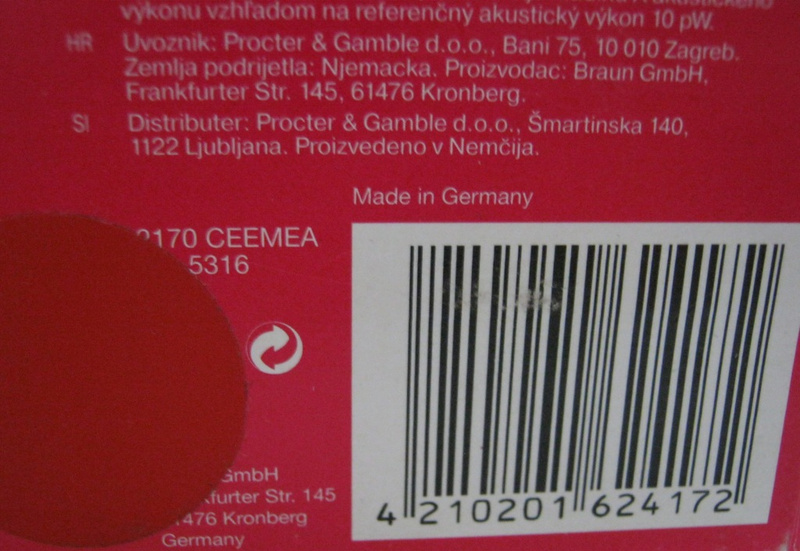 výkonu vzhľadom na referenčný akustický výkon 10 pW.
HR Uvoznik: Procter & Gamble d.o.o., Bani 75, 10 010 Zagreb.
Zemlja podrijetla: Njemacka. Proizvodac: Braun GmbH,
Frankfurter Str. 145, 61476 Kronberg.
SI Distributer: Procter & Gamble d.o.o., Šmartinska 140,
1122 Ljubljana. Proizvedeno v Nemčija.
Made in Germany
2170 CEEMEA
5316
GmbH
Str. 145
Kronberg
Germany
4 210201 624172